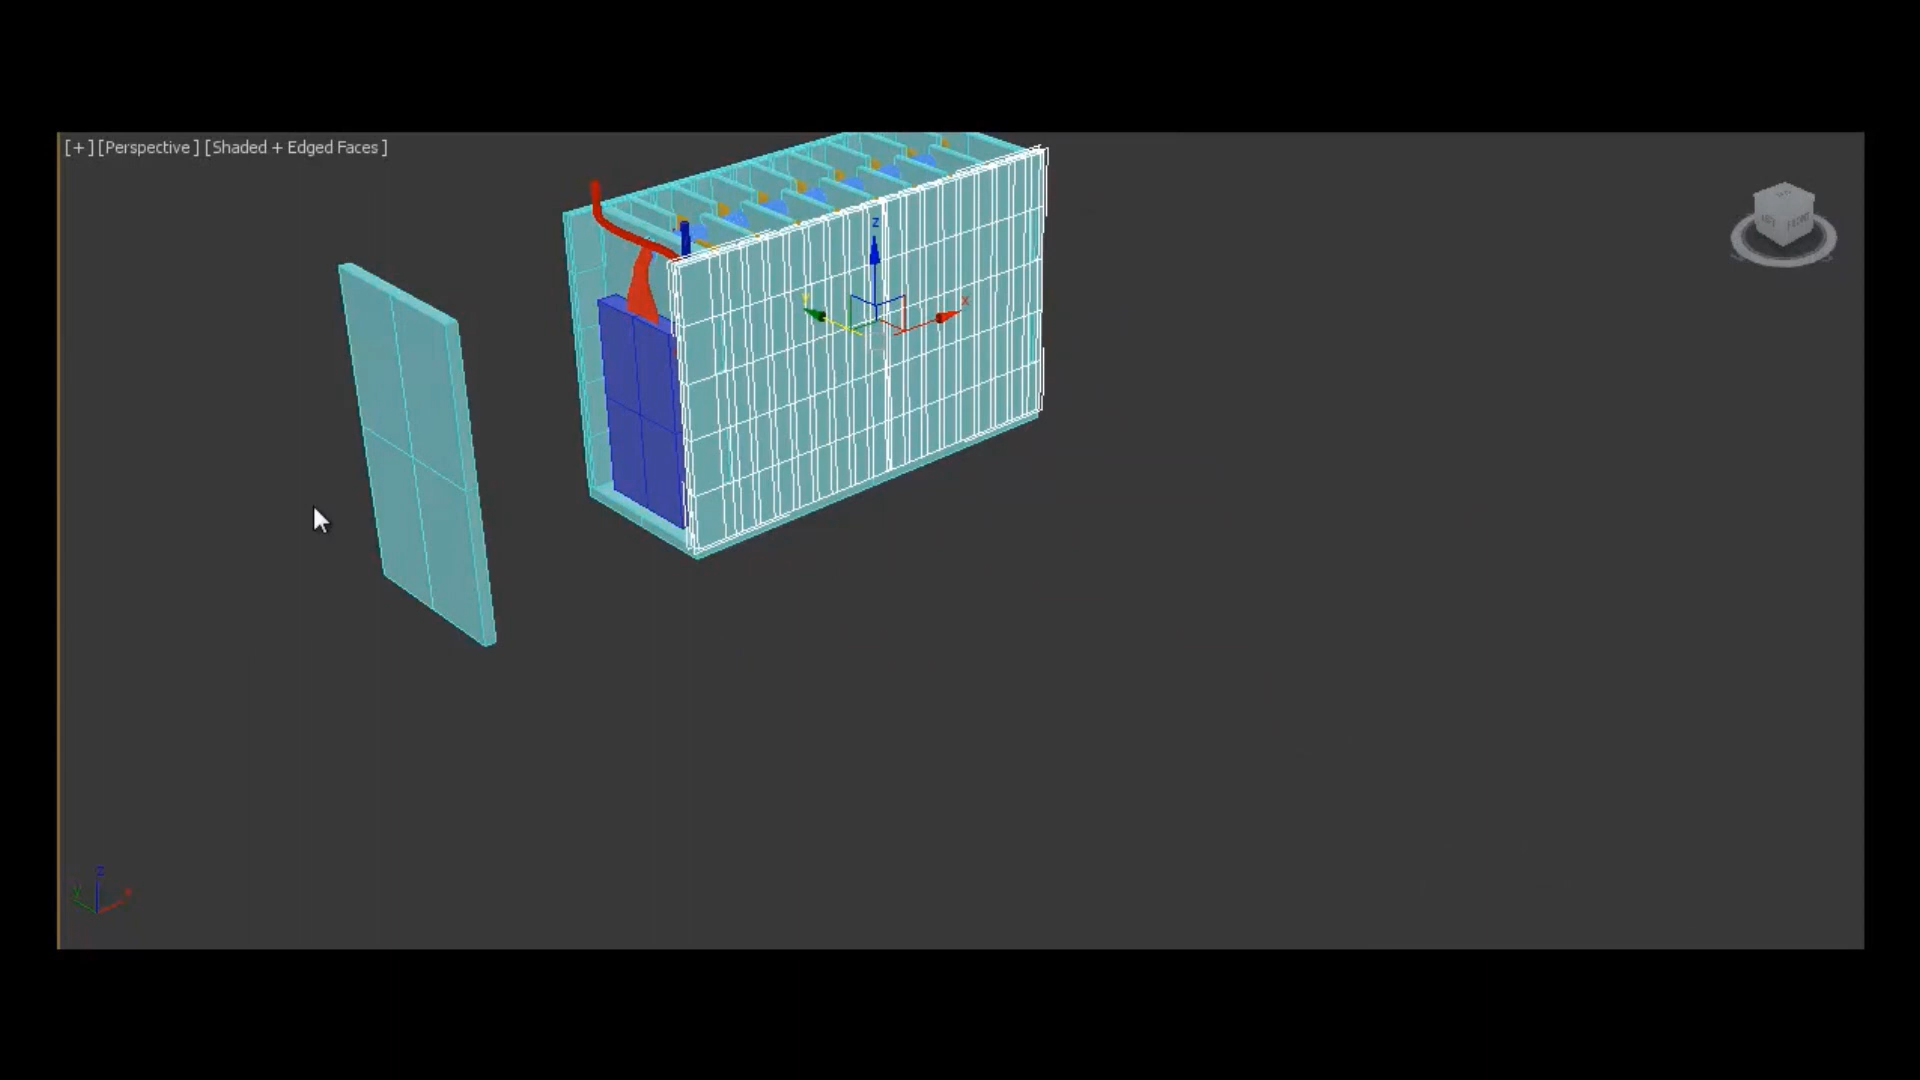 [+] [Perspective ] [Shaded + Edged Faces ]
z
y
x
z
y
x